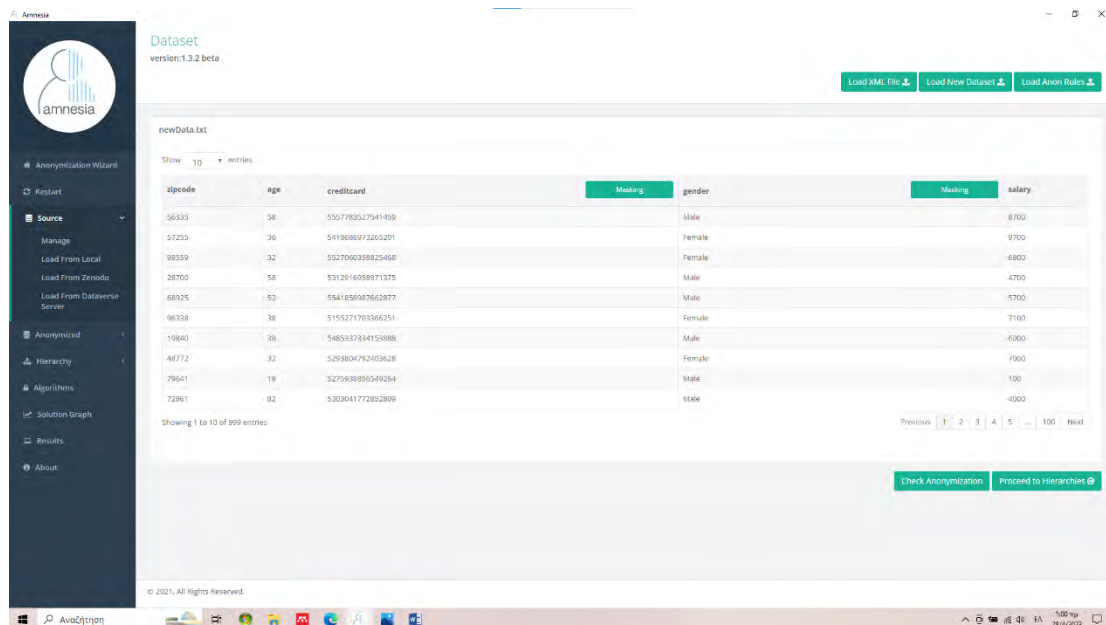 Amnesia
amnesia
Anonymization Wizard
Restart
Source
Manage
Load From Local
Load From Zenodo
Load From Dataverse
Server
Anonymized
Hierarchy
Algorithms
Solution Graph
Results
About
Dataset
version:1.3.2 beta
Load XML File Load New Dataset Load Anon Rules
newData.txt
Show 10 entries
zipcode age creditcard Masking gender Masking salary
56335 58 5557783527541459 Male 8700
57255 36 5418686973265201 Female 9700
98559 32 5527060338825468 Female 6800
28700 58 5312916958971375 Male 4700
68925 52 5541858987662877 Male 5700
96338 38 5155271703366251 Female 7100
19840 38 5485337334153888 Male 6000
48772 32 5293804792403628 Female 7000
79641 19 5275938856549264 Male 100
72861 82 5303041772852809 Male 4000
Showing 1 to 10 of 999 entries
Previous 1 2 3 4 5 ... 100 Next
Check Anonymization Proceed to Hierarchies
© 2021, All Rights Reserved.
Αναζήτηση
ΕΛ
1:00 πμ